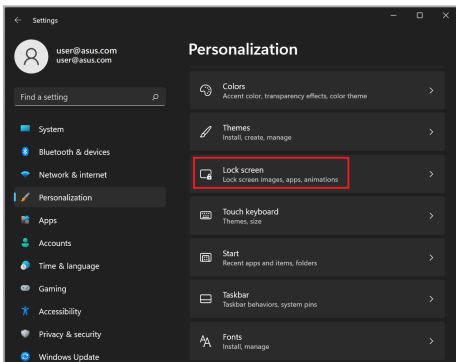 Settings
user@asus.com
user@asus.com
Find a setting
System
Bluetooth & devices
Network & internet
Personalization
Apps
Accounts
Time & language
Gaming
Accessibility
Privacy & security
Windows Update
Personalization
Colors
Accent color, transparency effects, color theme
Themes
Install, create, manage
Lock screen
Lock screen images, apps, animations
Touch keyboard
Themes, size
Start
Recent apps and items, folders
Taskbar
Taskbar behaviors, system pins
Fonts
Install, manage